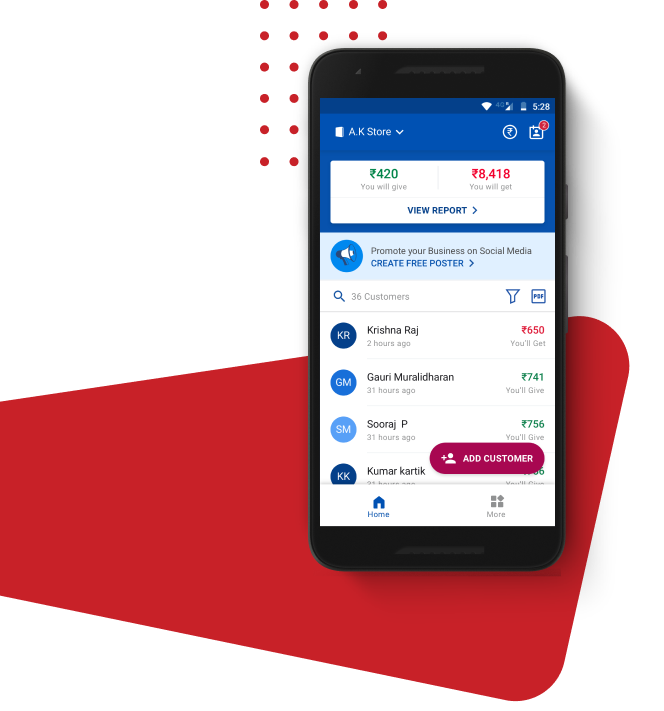 5:28
A.K Store
₹420
₹8,418
You will give
You will get
VIEW REPORT
Promote your Business on Social Media
CREATE FREE POSTER
36 Customers
PDF
KR
Krishna Raj
₹650
2 hours ago
You'll Get
GM
Gauri Muralidharan
₹741
31 hours ago
You'll Give
SM
Sooraj P
₹756
31 hours ago
You'll Give
ADD CUSTOMER
KK
Kumar kartik
31 hours ago
You'll Give
Home
More